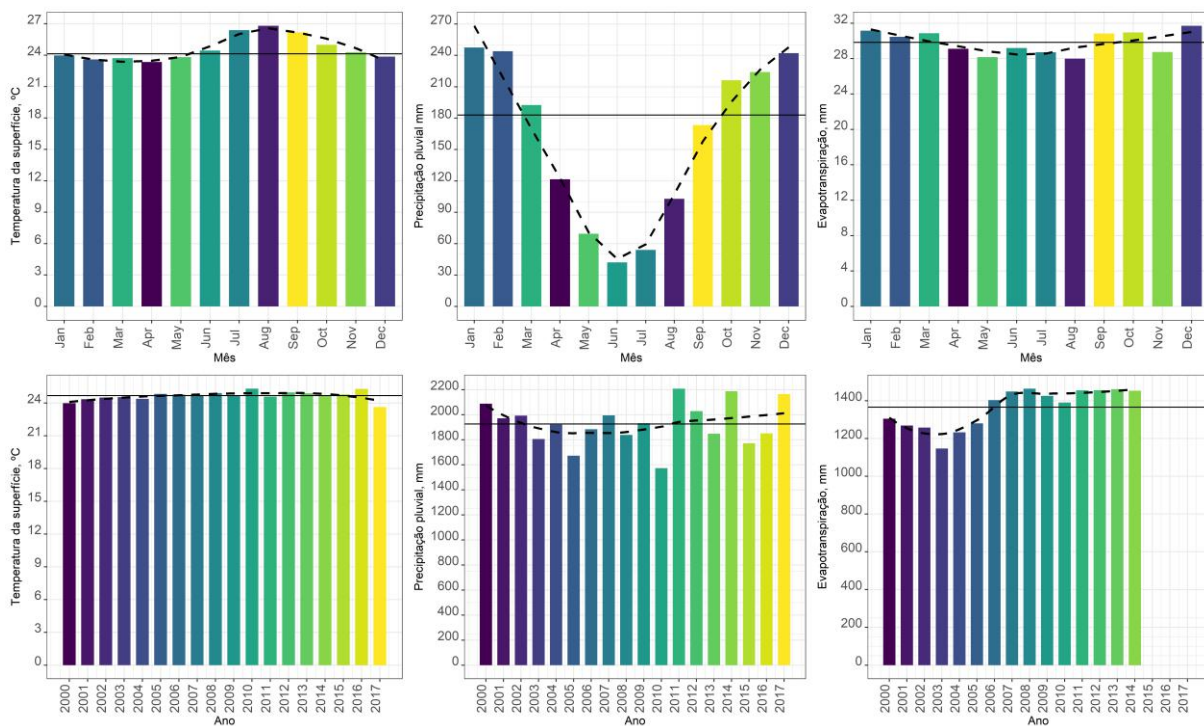 Temperatura da superfície, ºC
27
24
21
18
15
12
9
6
3
0
Jan
Feb
Mar
Apr
May
Jun
Jul
Aug
Sep
Oct
Nov
Dec
Mês
Precipitação pluvial mm
270
240
210
180
150
120
90
60
30
0
Jan
Feb
Mar
Apr
May
Jun
Jul
Aug
Sep
Oct
Nov
Dec
Mês
Evapotranspiração, mm
32
28
24
20
16
12
8
4
0
Jan
Feb
Mar
Apr
May
Jun
Jul
Aug
Sep
Oct
Nov
Dec
Mês
Temperatura da superfície, ºC
24
21
18
15
12
9
6
3
0
2000
2001
2002
2003
2004
2005
2006
2007
2008
2009
2010
2011
2012
2013
2014
2015
2016
2017
Ano
Precipitação pluvial, mm
2200
2000
1800
1600
1400
1200
1000
800
600
400
200
0
2000
2001
2002
2003
2004
2005
2006
2007
2008
2009
2010
2011
2012
2013
2014
2015
2016
2017
Ano
Evapotranspiração, mm
1400
1200
1000
800
600
400
200
0
2000
2001
2002
2003
2004
2005
2006
2007
2008
2009
2010
2011
2012
2013
2014
2015
2016
2017
Ano